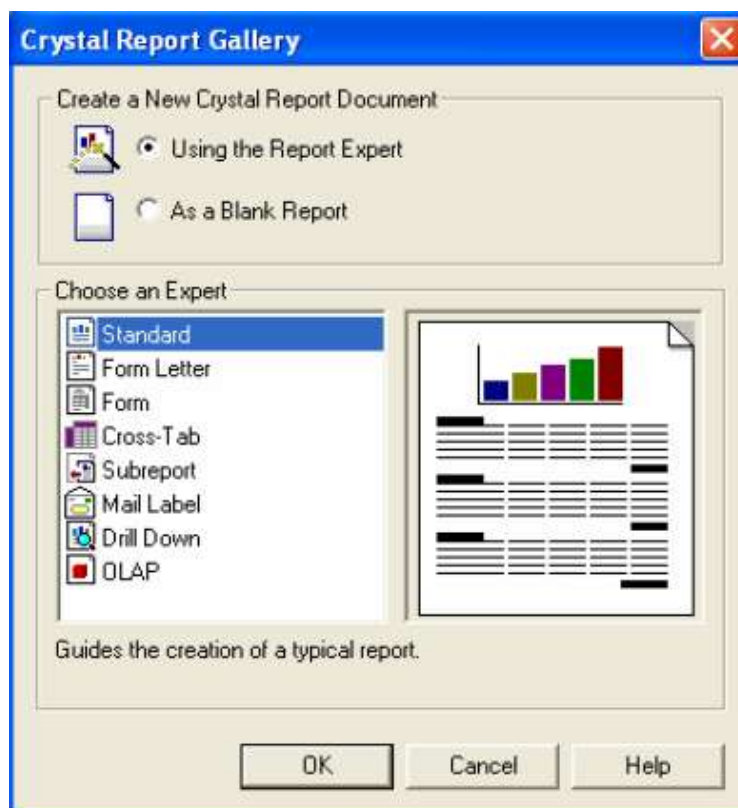 Crystal Report Gallery
Create a New Crystal Report Document
Using the Report Expert
As a Blank Report
Choose an Expert
Standard
Form Letter
Form
Cross-Tab
Subreport
Mail Label
Drill Down
OLAP
Guides the creation of a typical report.
OK Cancel Help